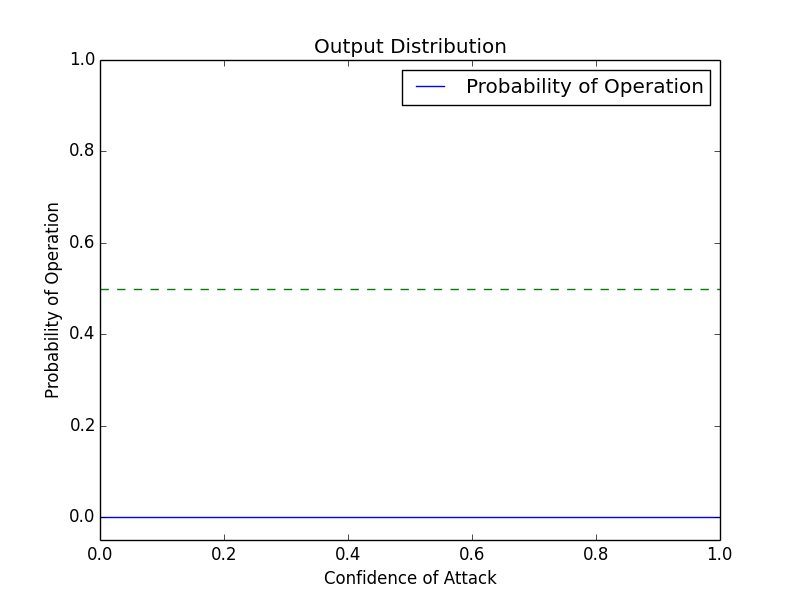 Output Distribution
Probability of Operation
1.0
0.8
0.6
0.4
0.2
0.0
Probability of Operation
0.0 0.2 0.4 0.6 0.8 1.0
Confidence of Attack